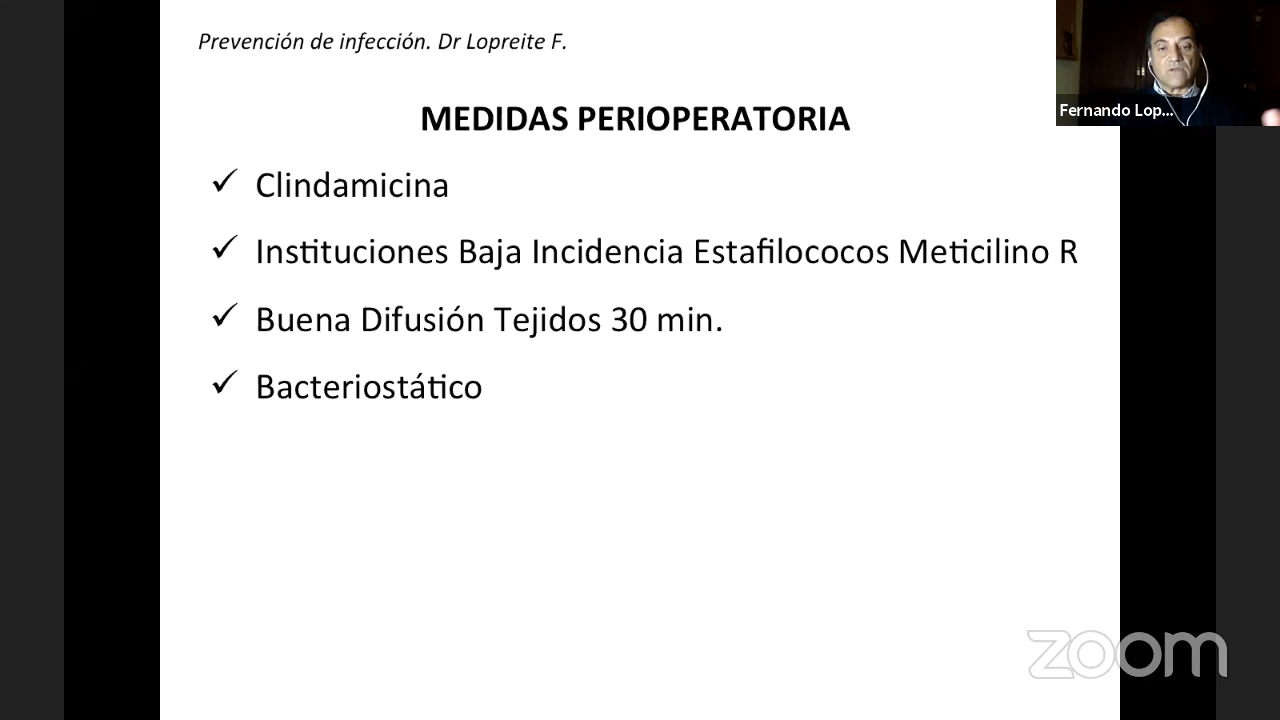 Prevención de infección. Dr Lopreite F.
Fernando Lop...
MEDIDAS PERIOPERATORIA
✓ Clindamicina
✓ Instituciones Baja Incidencia Estafilococos Meticilino R
✓ Buena Difusión Tejidos 30 min.
✓ Bacteriostático
zoom